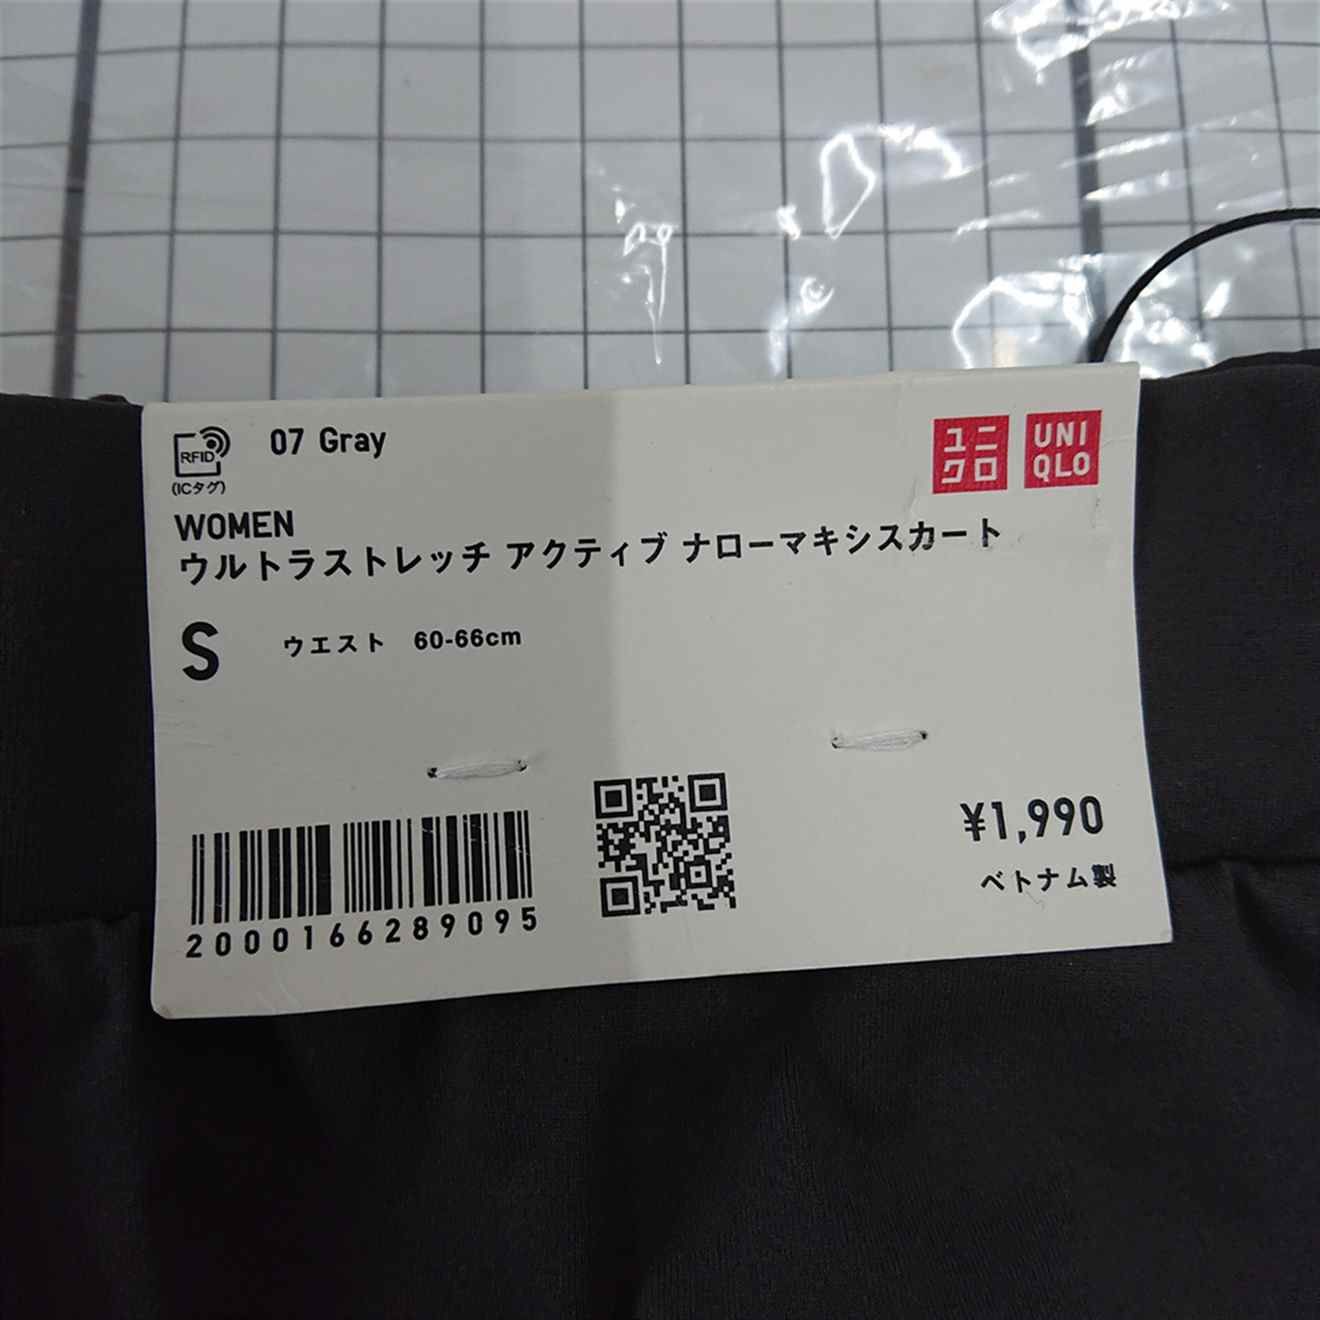 RFID
(ICタグ)
07 Gray
ユニ
クロ
UNI
QLO
WOMEN
ウルトラストレッチ アクティブ ナローマキシスカート
S ウエスト 60-66cm
2000166289095
¥1,990
ベトナム製